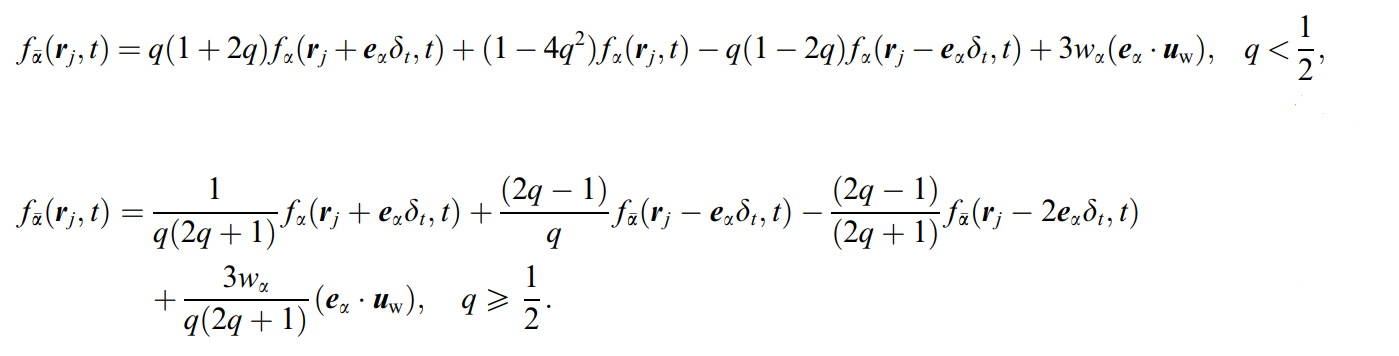 f_ᾱ(r_j, t) = q(1 + 2q)f_α(r_j + e_αδ_t, t) + (1 − 4q²)f_α(r_j, t) − q(1 − 2q)f_α(r_j − e_αδ_t, t) + 3w_α(e_α · u_w), q < 1/2,
f_ᾱ(r_j, t) = 1/(q(2q + 1)) f_α(r_j + e_αδ_t, t) + (2q − 1)/q f_ᾱ(r_j − e_αδ_t, t) − (2q − 1)/(2q + 1) f_ᾱ(r_j − 2e_αδ_t, t)
+ 3w_α/(q(2q + 1)) (e_α · u_w), q ⩾ 1/2.